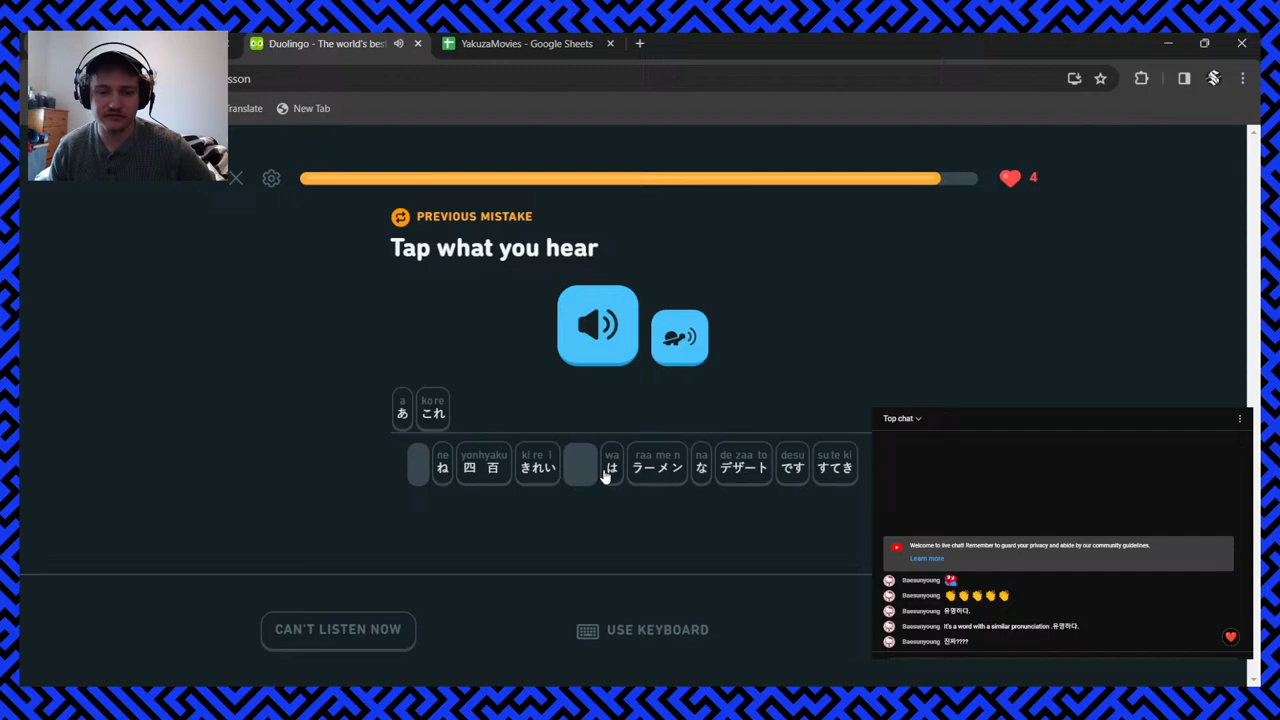 Duolingo - The world's bes
YakuzaMovies - Google Sheets
sson
Translate
New Tab
4
PREVIOUS MISTAKE
Tap what you hear
a ko re
あ これ
ne yonhyaku ki re i wa raa me n na de zaa to desu su te ki
ね 四 百 きれい は ラーメン な デザート です すてき
CAN'T LISTEN NOW
USE KEYBOARD
Top chat
Welcome to live chat! Remember to guard your privacy and abide by our community guidelines.
Learn more
Baesunyoung
Baesunyoung
Baesunyoung 유명하다.
Baesunyoung It's a word with a similar pronunciation .유명하다.
Baesunyoung 진짜????